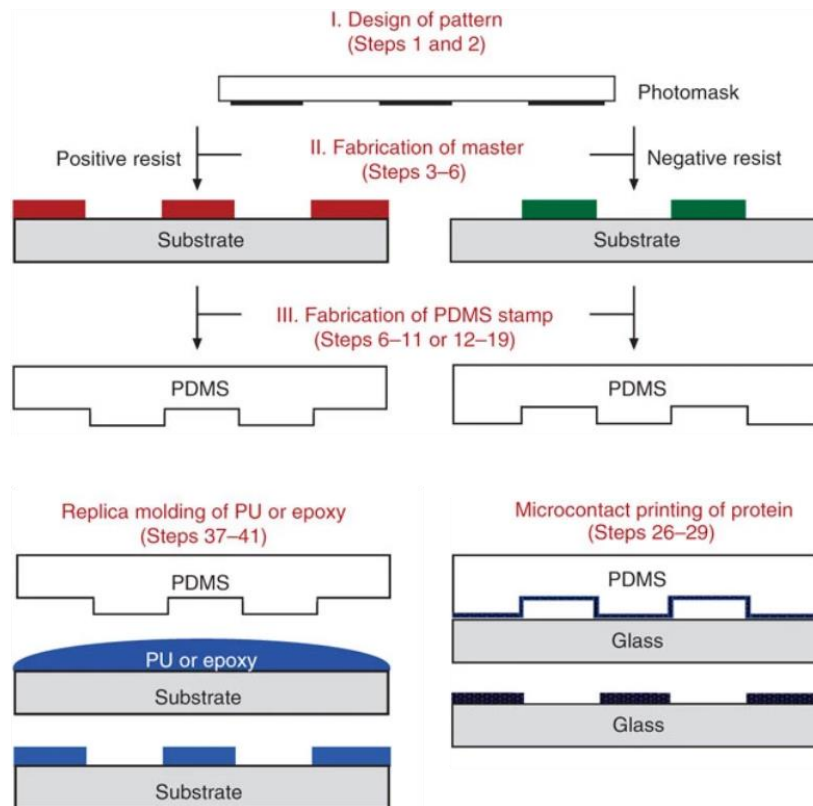 I. Design of pattern
(Steps 1 and 2)
Photomask
Positive resist
II. Fabrication of master
(Steps 3–6)
Negative resist
Substrate
Substrate
III. Fabrication of PDMS stamp
(Steps 6–11 or 12–19)
PDMS
PDMS
Replica molding of PU or epoxy
(Steps 37–41)
PDMS
PU or epoxy
Substrate
Substrate
Microcontact printing of protein
(Steps 26–29)
PDMS
Glass
Glass